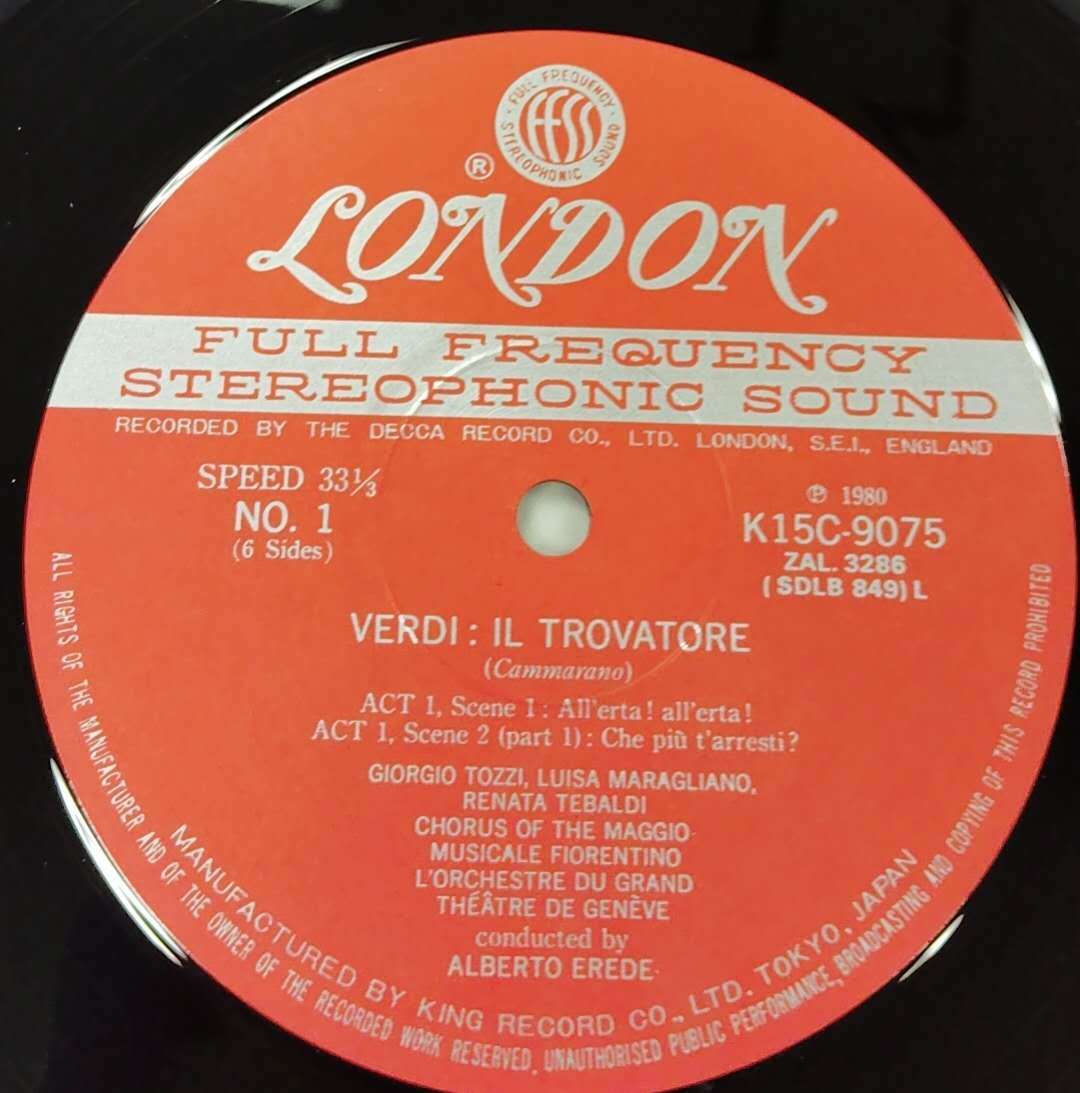 FULL FREQUENCY
STEREOPHONIC SOUND
ffss
®
LONDON
FULL FREQUENCY
STEREOPHONIC SOUND
RECORDED BY THE DECCA RECORD CO., LTD. LONDON, S.E.I., ENGLAND
SPEED 33⅓
NO. 1
(6 Sides)
℗ 1980
K15C-9075
ZAL. 3286
(SDLB 849) L
VERDI : IL TROVATORE
(Cammarano)
ACT 1, Scene 1 : All'erta! all'erta!
ACT 1, Scene 2 (part 1) : Che più t'arresti?
GIORGIO TOZZI, LUISA MARAGLIANO,
RENATA TEBALDI
CHORUS OF THE MAGGIO
MUSICALE FIORENTINO
L'ORCHESTRE DU GRAND
THÉÂTRE DE GENÈVE
conducted by
ALBERTO EREDE
MANUFACTURED BY KING RECORD CO., LTD. TOKYO, JAPAN
ALL RIGHTS OF THE MANUFACTURER AND OF THE OWNER OF THE RECORDED WORK RESERVED. UNAUTHORISED PUBLIC PERFORMANCE, BROADCASTING AND COPYING OF THIS RECORD PROHIBITED